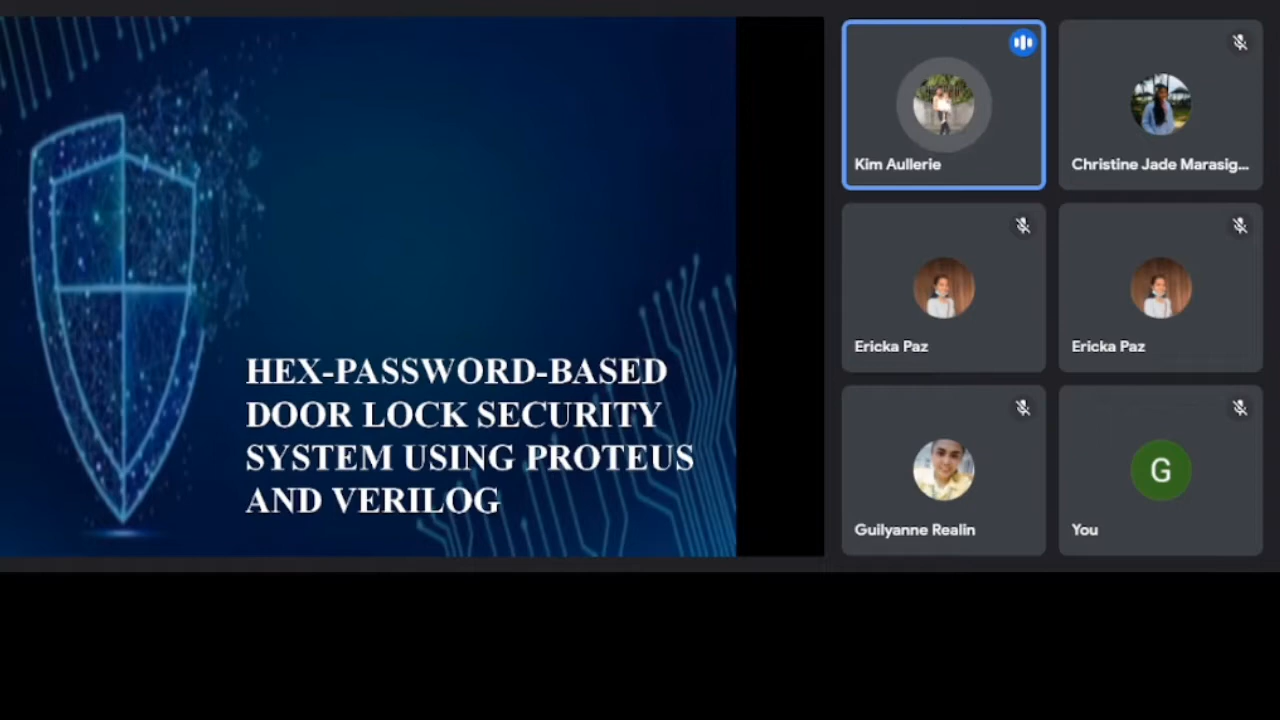 HEX-PASSWORD-BASED
DOOR LOCK SECURITY
SYSTEM USING PROTEUS
AND VERILOG
Kim Aullerie
Christine Jade Marasig...
Ericka Paz
Ericka Paz
Guilyanne Realin
G
You